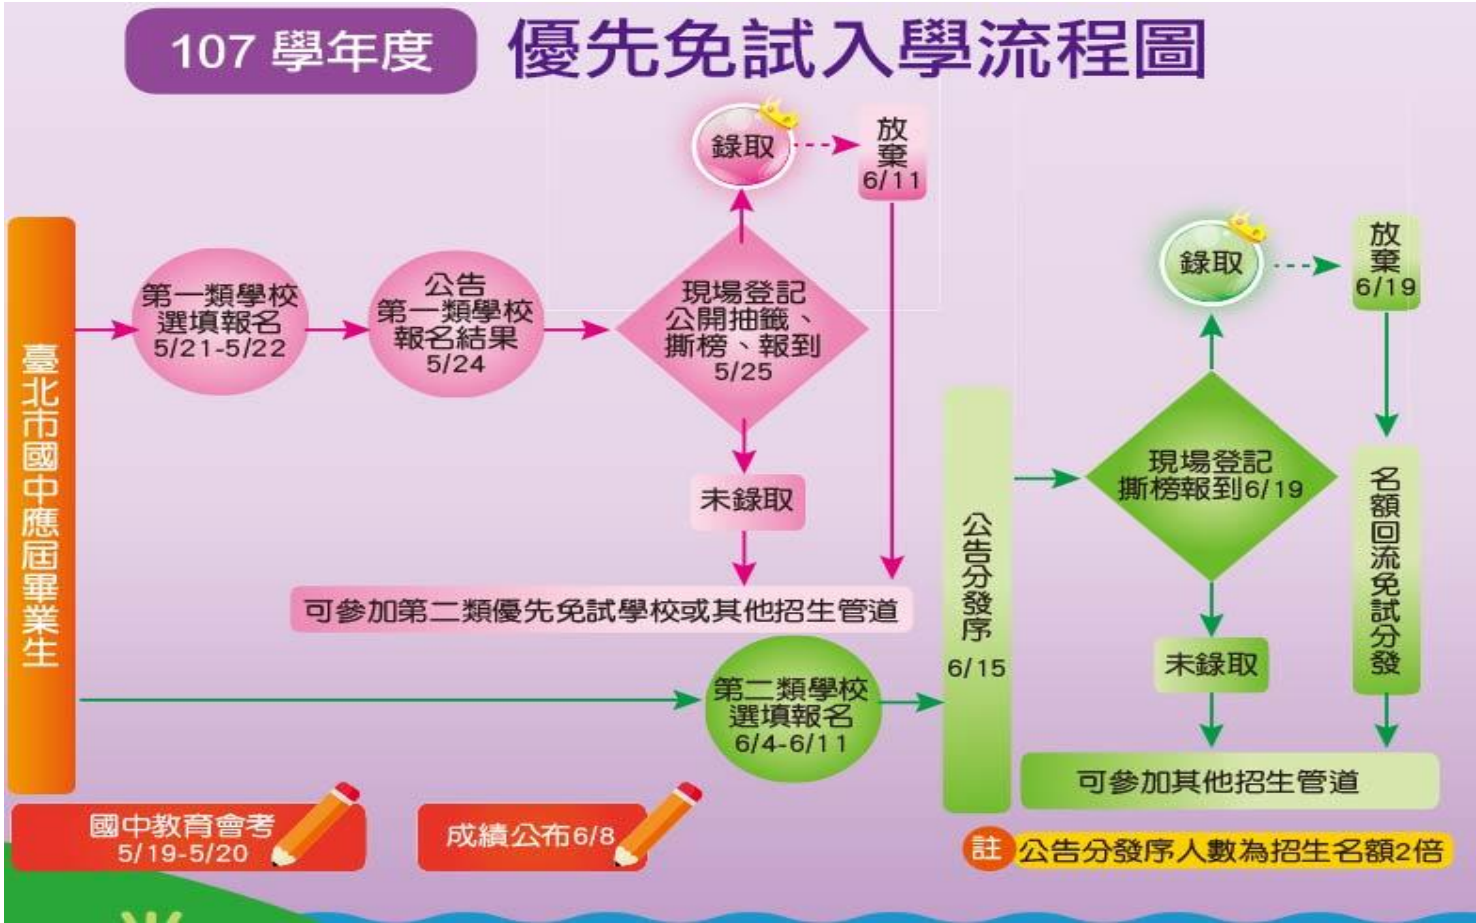 107 學年度 優先免試入學流程圖
臺北市國中應屆畢業生
第一類學校
選填報名
5/21-5/22
公告
第一類學校
報名結果
5/24
現場登記
公開抽籤、
撕榜、報到
5/25
錄取
放棄
6/11
未錄取
可參加第二類優先免試學校或其他招生管道
第二類學校
選填報名
6/4-6/11
公告分發序
6/15
現場登記
撕榜報到6/19
錄取
放棄
6/19
名額回流免試分發
未錄取
可參加其他招生管道
國中教育會考
5/19-5/20
成績公布6/8
註 公告分發序人數為招生名額2倍